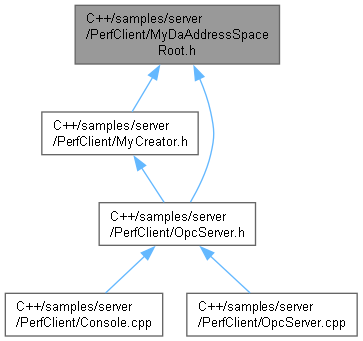 C++/samples/server
/PerfClient/MyDaAddressSpace
Root.h
C++/samples/server
/PerfClient/MyCreator.h
C++/samples/server
/PerfClient/OpcServer.h
C++/samples/server
/PerfClient/Console.cpp
C++/samples/server
/PerfClient/OpcServer.cpp